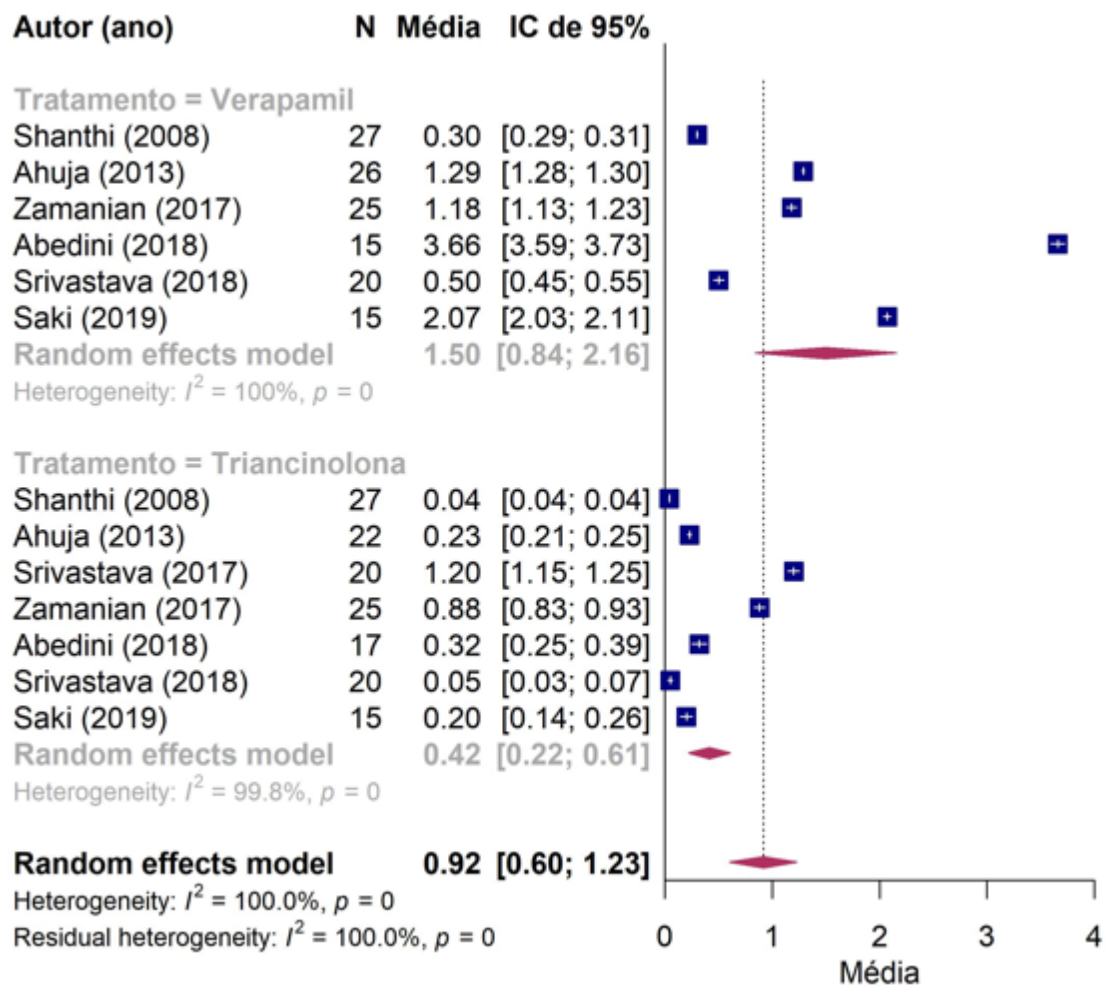 Autor (ano) N Média IC de 95%
Tratamento = Verapamil
Shanthi (2008) 27 0.30 [0.29; 0.31]
Ahuja (2013) 26 1.29 [1.28; 1.30]
Zamanian (2017) 25 1.18 [1.13; 1.23]
Abedini (2018) 15 3.66 [3.59; 3.73]
Srivastava (2018) 20 0.50 [0.45; 0.55]
Saki (2019) 15 2.07 [2.03; 2.11]
Random effects model 1.50 [0.84; 2.16]
Heterogeneity: I² = 100%, p = 0
Tratamento = Triancinolona
Shanthi (2008) 27 0.04 [0.04; 0.04]
Ahuja (2013) 22 0.23 [0.21; 0.25]
Srivastava (2017) 20 1.20 [1.15; 1.25]
Zamanian (2017) 25 0.88 [0.83; 0.93]
Abedini (2018) 17 0.32 [0.25; 0.39]
Srivastava (2018) 20 0.05 [0.03; 0.07]
Saki (2019) 15 0.20 [0.14; 0.26]
Random effects model 0.42 [0.22; 0.61]
Heterogeneity: I² = 99.8%, p = 0
Random effects model 0.92 [0.60; 1.23]
Heterogeneity: I² = 100.0%, p = 0
Residual heterogeneity: I² = 100.0%, p = 0
0 1 2 3 4
Média